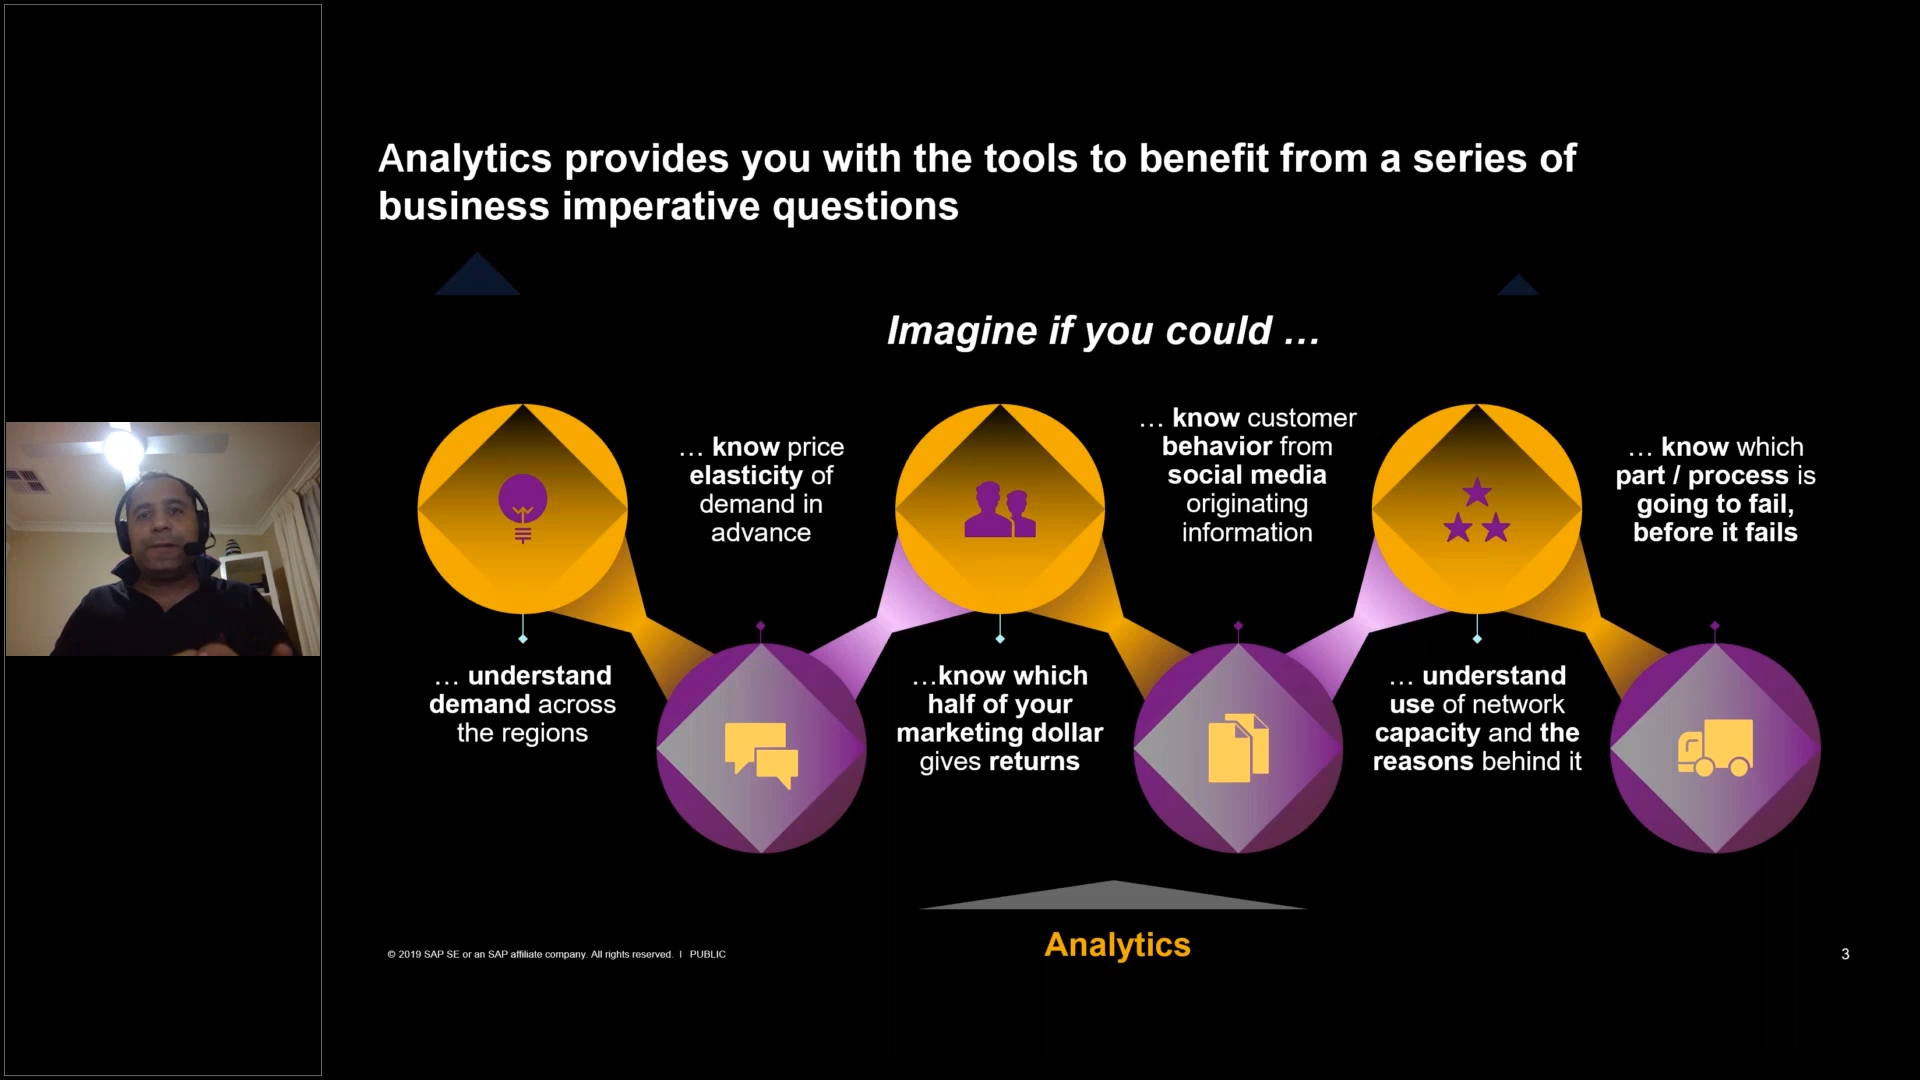 Analytics provides you with the tools to benefit from a series of
business imperative questions
Imagine if you could …
… understand
demand across
the regions
… know price
elasticity of
demand in
advance
…know which
half of your
marketing dollar
gives returns
… know customer
behavior from
social media
originating
information
… understand
use of network
capacity and the
reasons behind it
… know which
part / process is
going to fail,
before it fails
Analytics
© 2019 SAP SE or an SAP affiliate company. All rights reserved. I PUBLIC
3